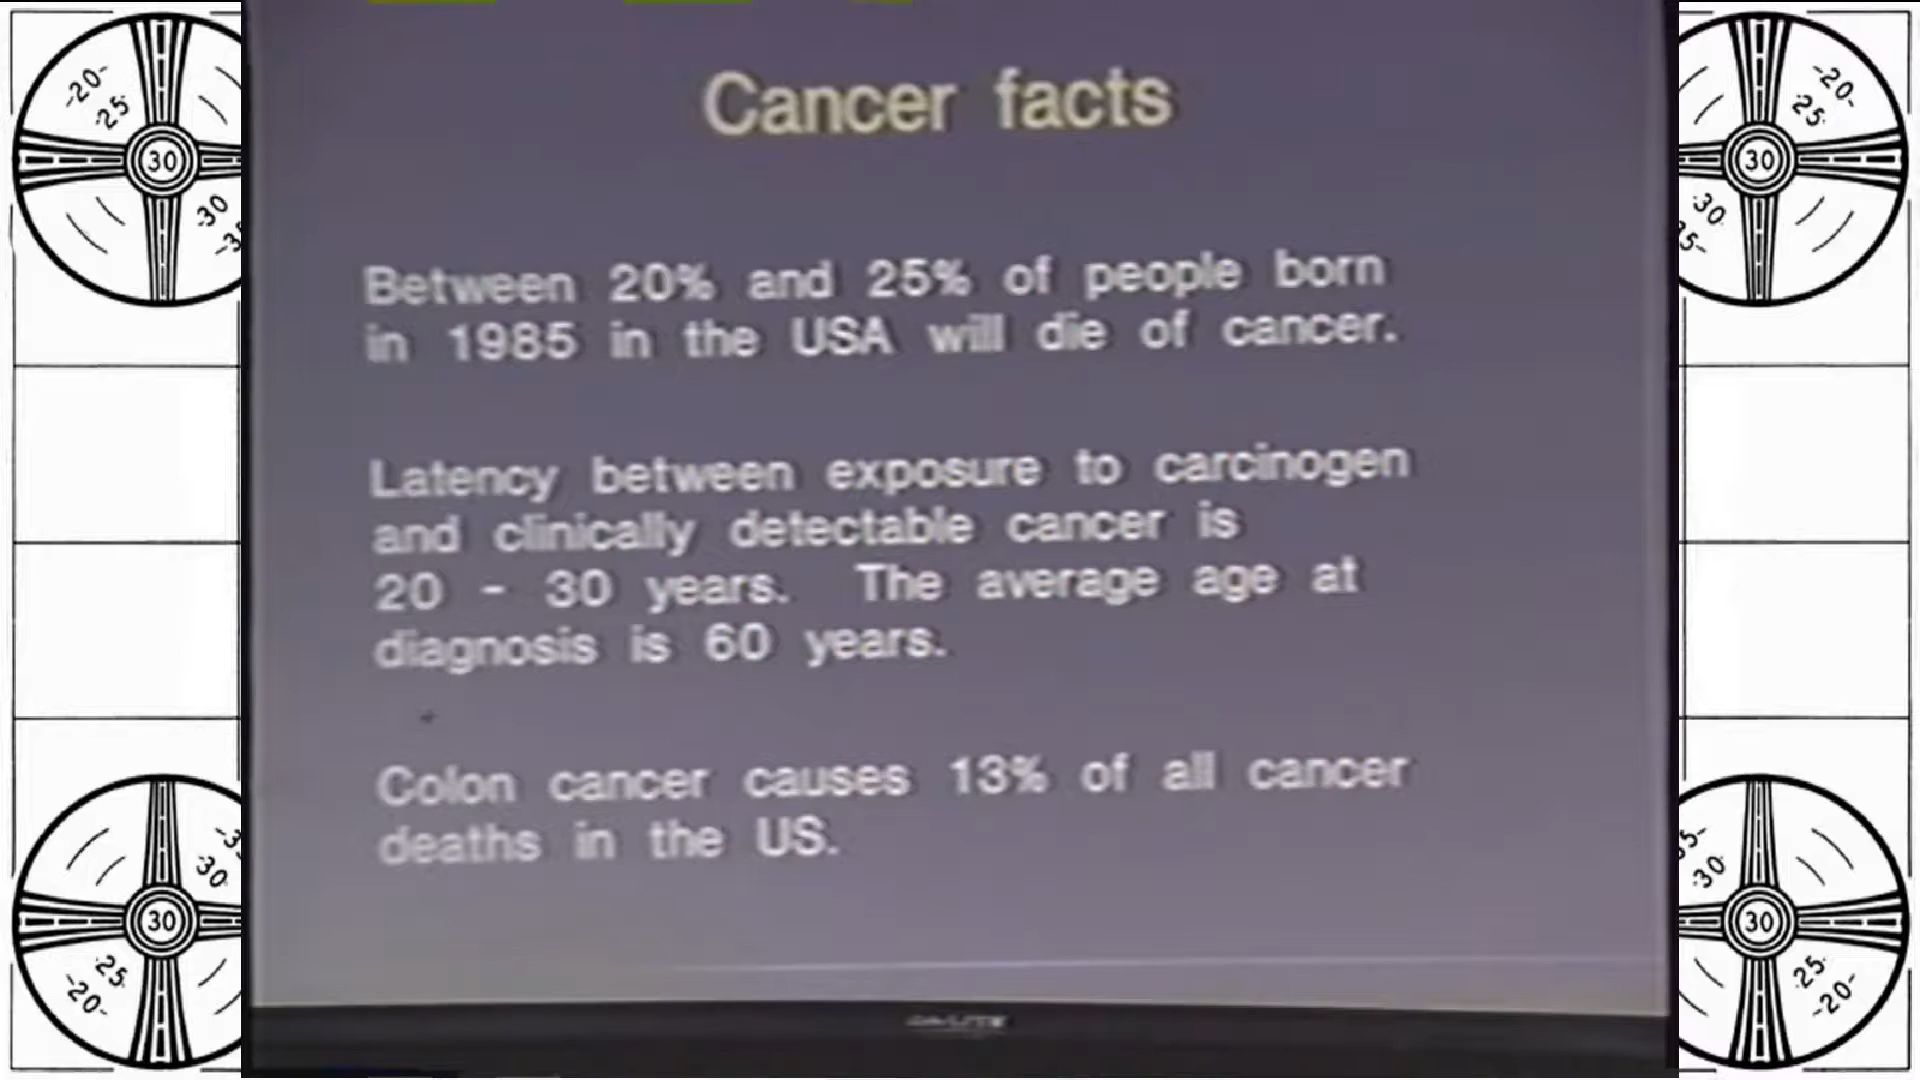 Cancer facts
Between 20% and 25% of people born
in 1985 in the USA will die of cancer.
Latency between exposure to carcinogen
and clinically detectable cancer is
20 - 30 years. The average age at
diagnosis is 60 years.
Colon cancer causes 13% of all cancer
deaths in the US.
DA-LITE
-20-
25
30
30
-20-
25
30
30
30
30
25
-20-
30
30
25
-20-